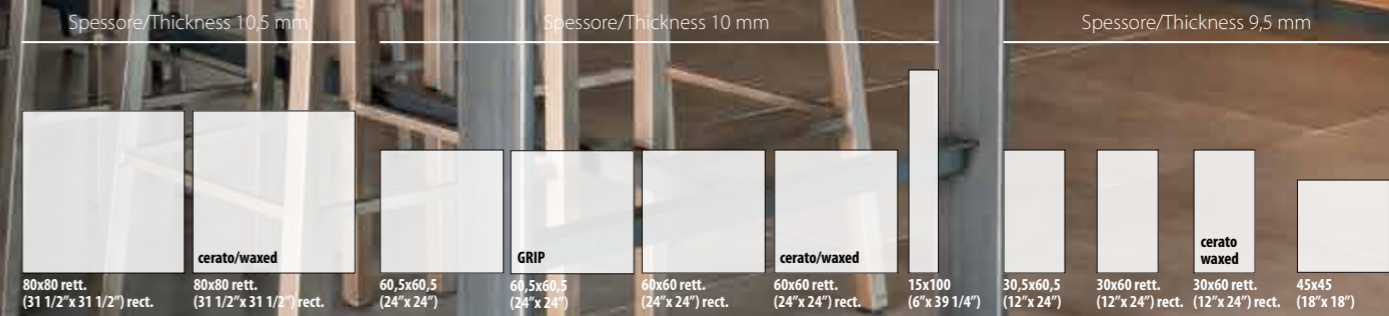 Spessore/Thickness 10,5 mm
Spessore/Thickness 10 mm
Spessore/Thickness 9,5 mm
80x80 rett.
(31 1/2”x 31 1/2”) rect.
cerato/waxed
80x80 rett.
(31 1/2”x 31 1/2”) rect.
60,5x60,5
(24”x 24”)
GRIP
60,5x60,5
(24”x 24”)
60x60 rett.
(24”x 24”) rect.
cerato/waxed
60x60 rett.
(24”x 24”) rect.
15x100
(6”x 39 1/4”)
30,5x60,5
(12”x 24”)
30x60 rett.
(12”x 24”) rect.
cerato
waxed
30x60 rett.
(12”x 24”) rect.
45x45
(18”x 18”)